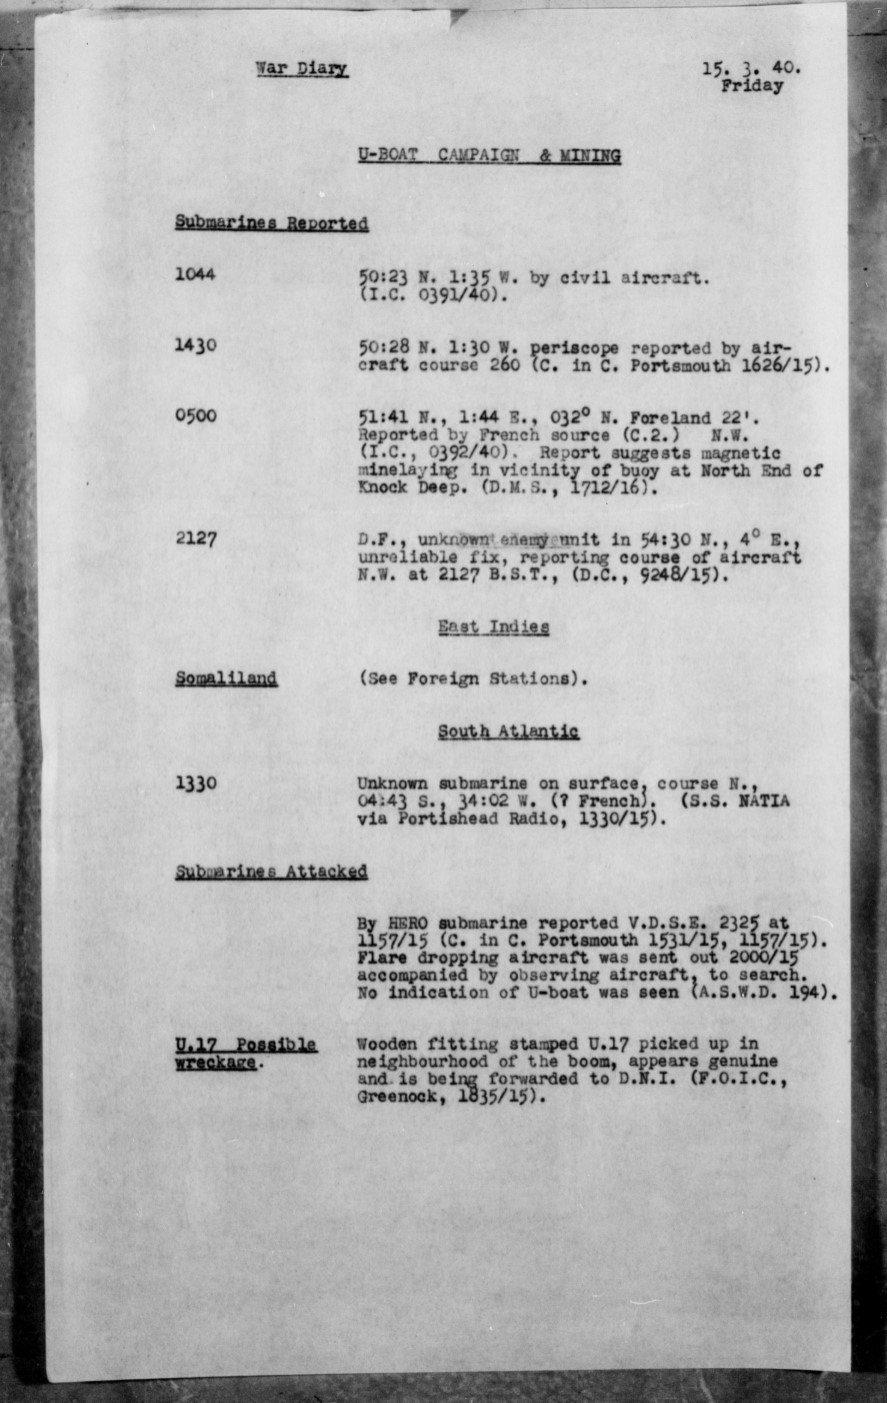 War Diary 15. 3. 40.
Friday
U-BOAT CAMPAIGN & MINING
Submarines Reported
1044 50:23 N. 1:35 W. by civil aircraft.
(I.C. 0391/40).
1430 50:28 N. 1:30 W. periscope reported by air-
craft course 260 (C. in C. Portsmouth 1626/15).
0500 51:41 N., 1:44 E., 032° N. Foreland 22'.
Reported by French source (C.2.) N.W.
(I.C., 0392/40). Report suggests magnetic
minelaying in vicinity of buoy at North End of
Knock Deep. (D.M.S., 1712/16).
2127 D.F., unknown enemy unit in 54:30 N., 4° E.,
unreliable fix, reporting course of aircraft
N.W. at 2127 B.S.T., (D.C., 9248/15).
East Indies
Somaliland (See Foreign Stations).
South Atlantic
1330 Unknown submarine on surface, course N.,
04:43 S., 34:02 W. (? French). (S.S. NATIA
via Portishead Radio, 1330/15).
Submarines Attacked
By HERO submarine reported V.D.S.E. 2325 at
1157/15 (C. in C. Portsmouth 1531/15, 1157/15).
Flare dropping aircraft was sent out 2000/15
accompanied by observing aircraft, to search.
No indication of U-boat was seen (A.S.W.D. 194).
U.17 Possible Wooden fitting stamped U.17 picked up in
wreckage. neighbourhood of the boom, appears genuine
and is being forwarded to D.N.I. (F.O.I.C.,
Greenock, 1835/15).